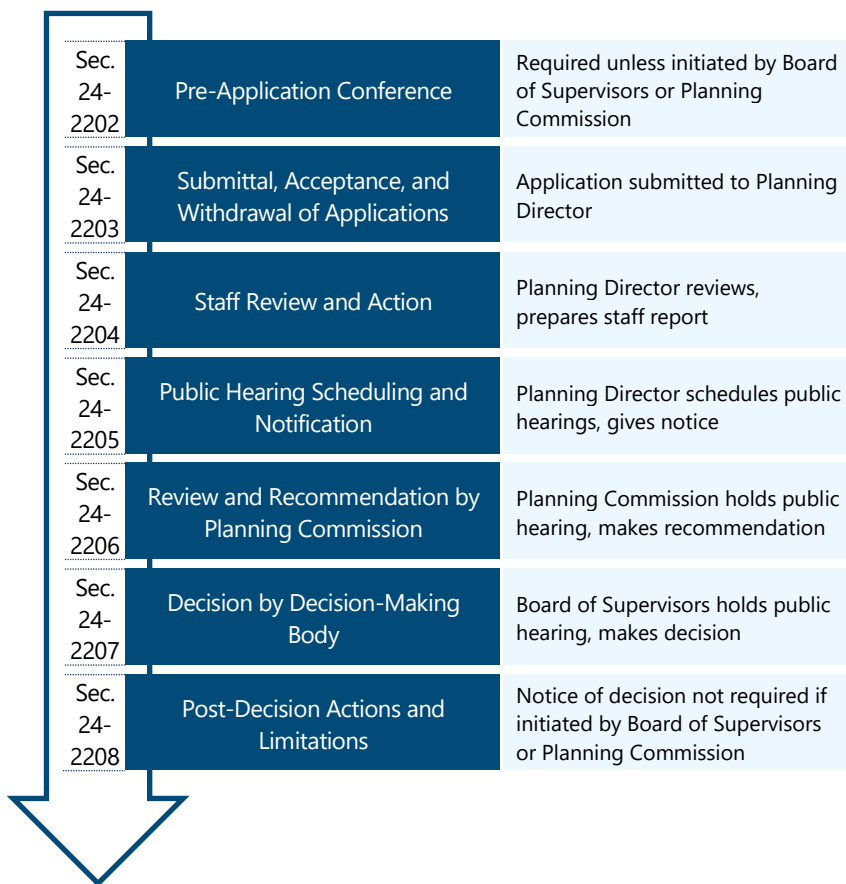 Sec.
24-
2202
Pre-Application Conference
Required unless initiated by Board
of Supervisors or Planning
Commission
Sec.
24-
2203
Submittal, Acceptance, and
Withdrawal of Applications
Application submitted to Planning
Director
Sec.
24-
2204
Staff Review and Action
Planning Director reviews,
prepares staff report
Sec.
24-
2205
Public Hearing Scheduling and
Notification
Planning Director schedules public
hearings, gives notice
Sec.
24-
2206
Review and Recommendation by
Planning Commission
Planning Commission holds public
hearing, makes recommendation
Sec.
24-
2207
Decision by Decision-Making
Body
Board of Supervisors holds public
hearing, makes decision
Sec.
24-
2208
Post-Decision Actions and
Limitations
Notice of decision not required if
initiated by Board of Supervisors
or Planning Commission